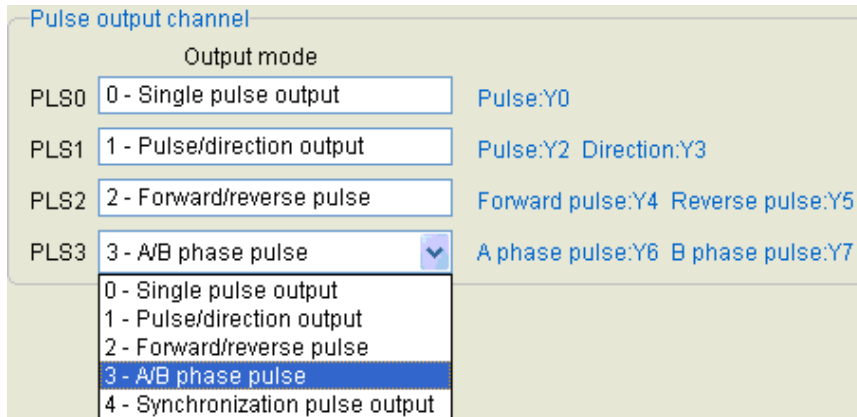 Pulse output channel
Output mode
PLS0 0 - Single pulse output Pulse:Y0
PLS1 1 - Pulse/direction output Pulse:Y2 Direction:Y3
PLS2 2 - Forward/reverse pulse Forward pulse:Y4 Reverse pulse:Y5
PLS3 3 - A/B phase pulse A phase pulse:Y6 B phase pulse:Y7
0 - Single pulse output
1 - Pulse/direction output
2 - Forward/reverse pulse
3 - A/B phase pulse
4 - Synchronization pulse output